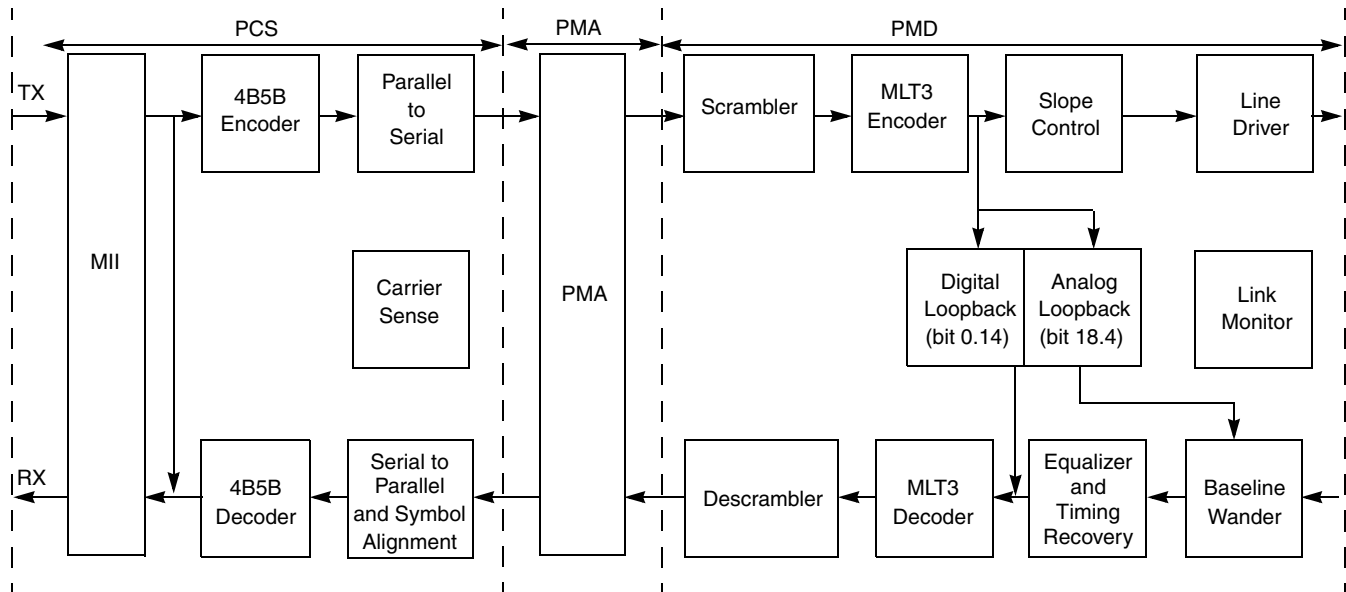 PCS
PMA
PMD
TX
MII
4B5B
Encoder
Parallel
to
Serial
PMA
Scrambler
MLT3
Encoder
Slope
Control
Line
Driver
Carrier
Sense
Digital
Loopback
(bit 0.14)
Analog
Loopback
(bit 18.4)
Link
Monitor
RX
4B5B
Decoder
Serial to
Parallel
and Symbol
Alignment
Descrambler
MLT3
Decoder
Equalizer
and
Timing
Recovery
Baseline
Wander